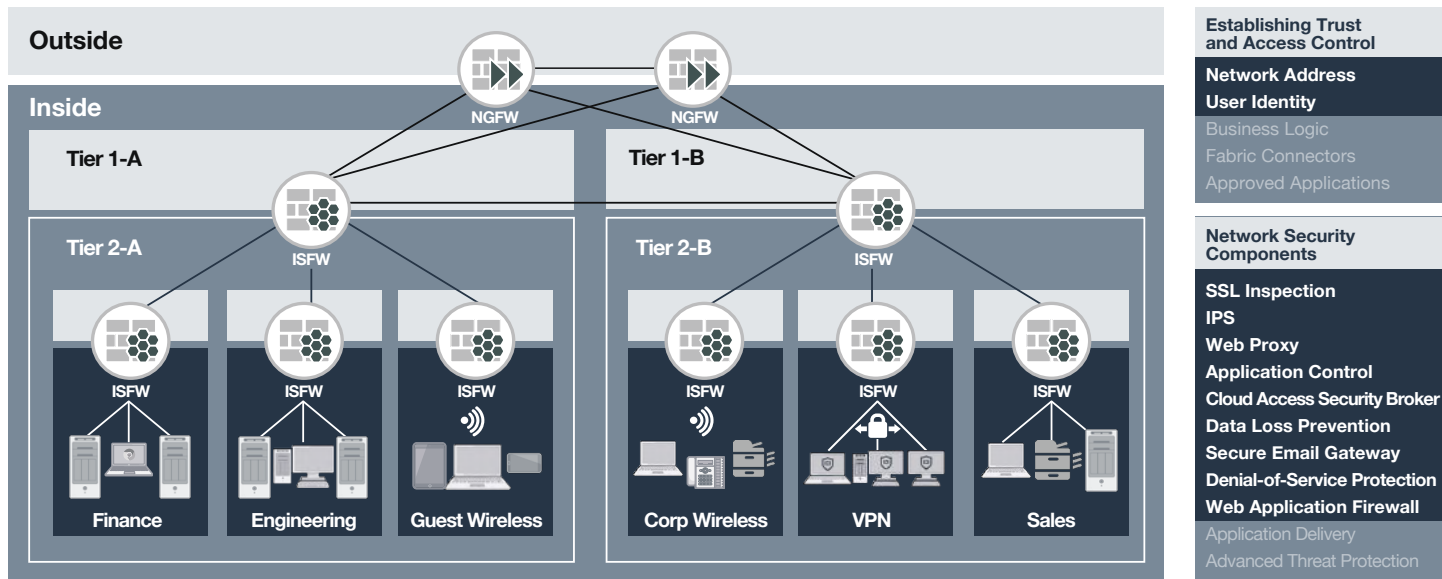 Outside
NGFW
NGFW
Inside
Tier 1-A
Tier 1-B
ISFW
ISFW
Tier 2-A
Tier 2-B
ISFW
ISFW
ISFW
ISFW
ISFW
ISFW
Finance
Engineering
Guest Wireless
Corp Wireless
VPN
Sales
Establishing Trust
and Access Control
Network Address
User Identity
Business Logic
Fabric Connectors
Approved Applications
Network Security
Components
SSL Inspection
IPS
Web Proxy
Application Control
Cloud Access Security Broker
Data Loss Prevention
Secure Email Gateway
Denial-of-Service Protection
Web Application Firewall
Application Delivery
Advanced Threat Protection